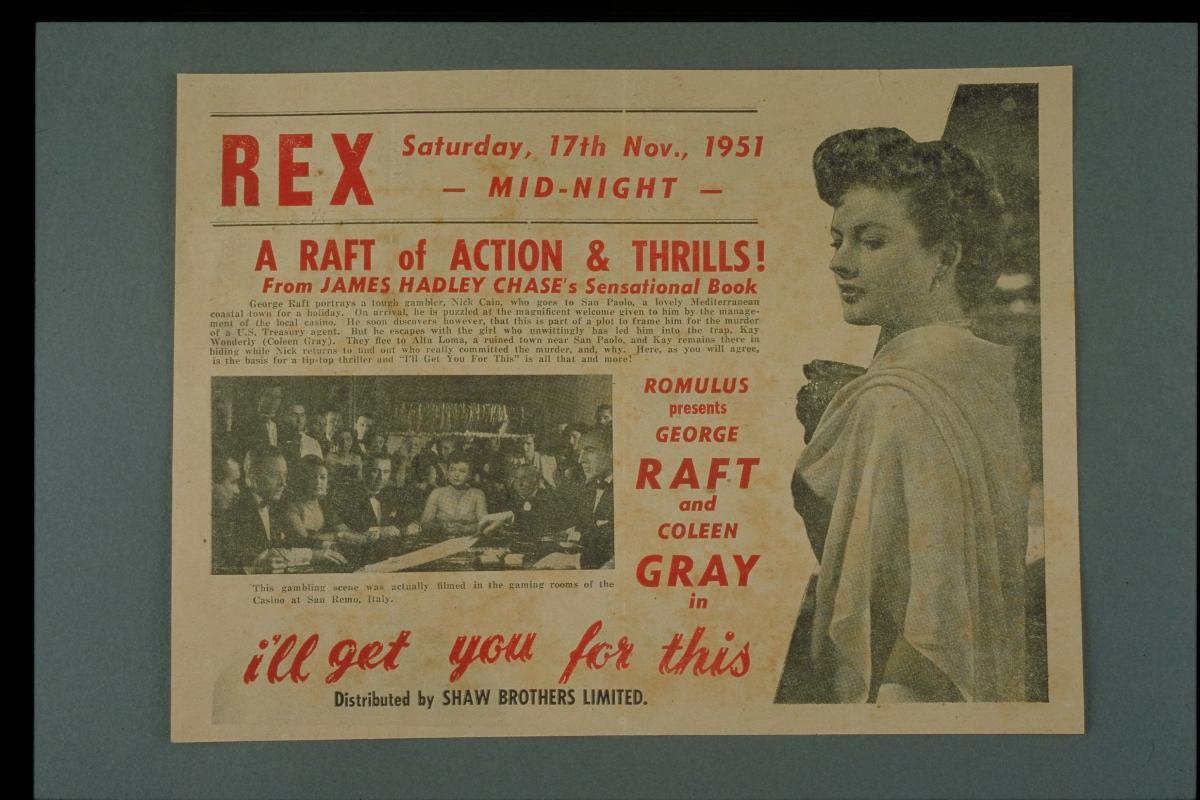 REX
Saturday, 17th Nov., 1951
— MID-NIGHT —
A RAFT of ACTION & THRILLS!
From JAMES HADLEY CHASE's Sensational Book
George Raft portrays a tough gambler, Nick Cain, who goes to San Paolo, a lovely Mediterranean
coastal town for a holiday. On arrival, he is puzzled at the magnificent welcome given to him by the manage-
ment of the local casino. He soon discovers however, that this is part of a plot to frame him for the murder
of a U.S. Treasury agent. But he escapes with the girl who unwittingly has led him into the trap, Kay
Wonderly (Coleen Gray). They flee to Alta Loma, a ruined town near San Paolo, and Kay remains there in
hiding while Nick returns to find out who really committed the murder, and, why. Here, as you will agree,
is the basis for a tip-top thriller and "I'll Get You For This" is all that and more!
ROMULUS
presents
GEORGE
RAFT
and
COLEEN
GRAY
in
This gambling scene was actually filmed in the gaming rooms of the
Casino at San Remo, Italy.
i'll get you for this
Distributed by SHAW BROTHERS LIMITED.